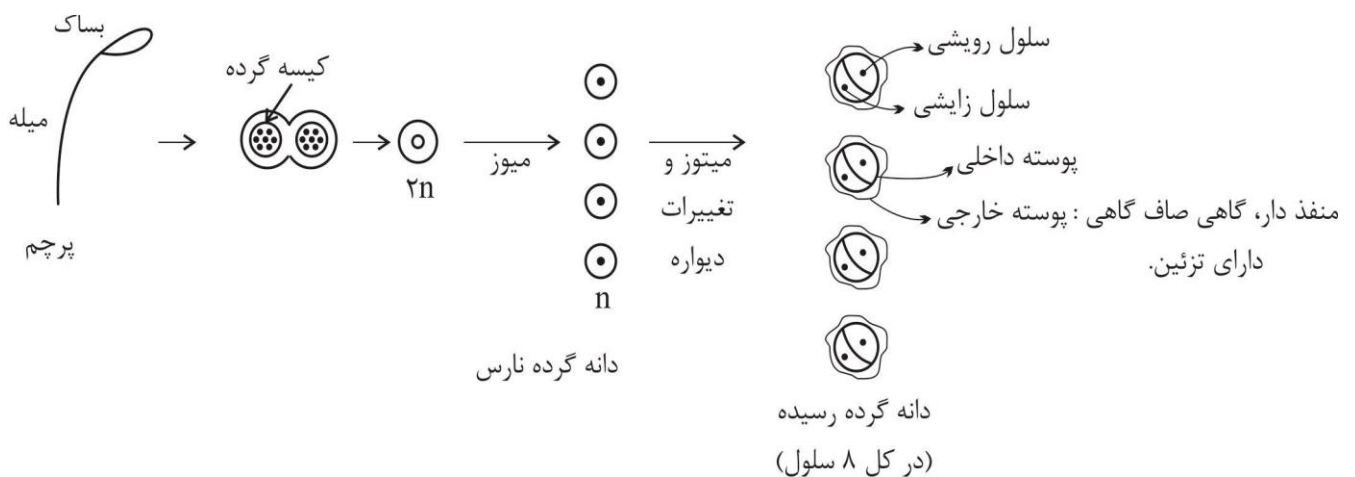 بساک
میله
پرچم
کیسه گرده
۲n
میوز
n
دانه گرده نارس
میتوز و
تغییرات
دیواره
سلول رویشی
سلول زایشی
پوسته داخلی
منفذ دار، گاهی صاف گاهی : پوسته خارجی
دارای تزئین.
دانه گرده رسیده
(در کل ۸ سلول)